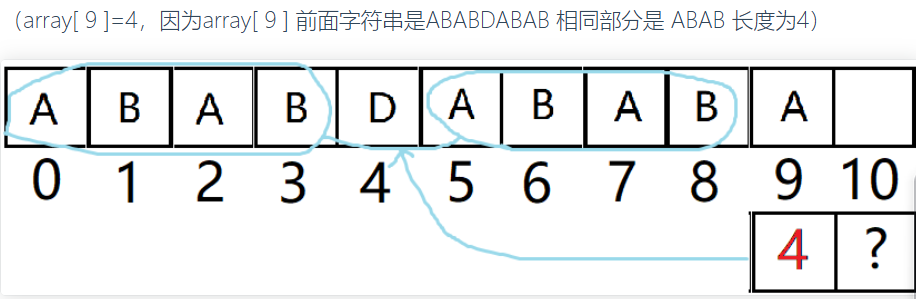 （array[ 9 ]=4，因为array[ 9 ] 前面字符串是ABABDABAB 相同部分是 ABAB 长度为4）
A B A B D A B A B A
0 1 2 3 4 5 6 7 8 9 10
4 ?